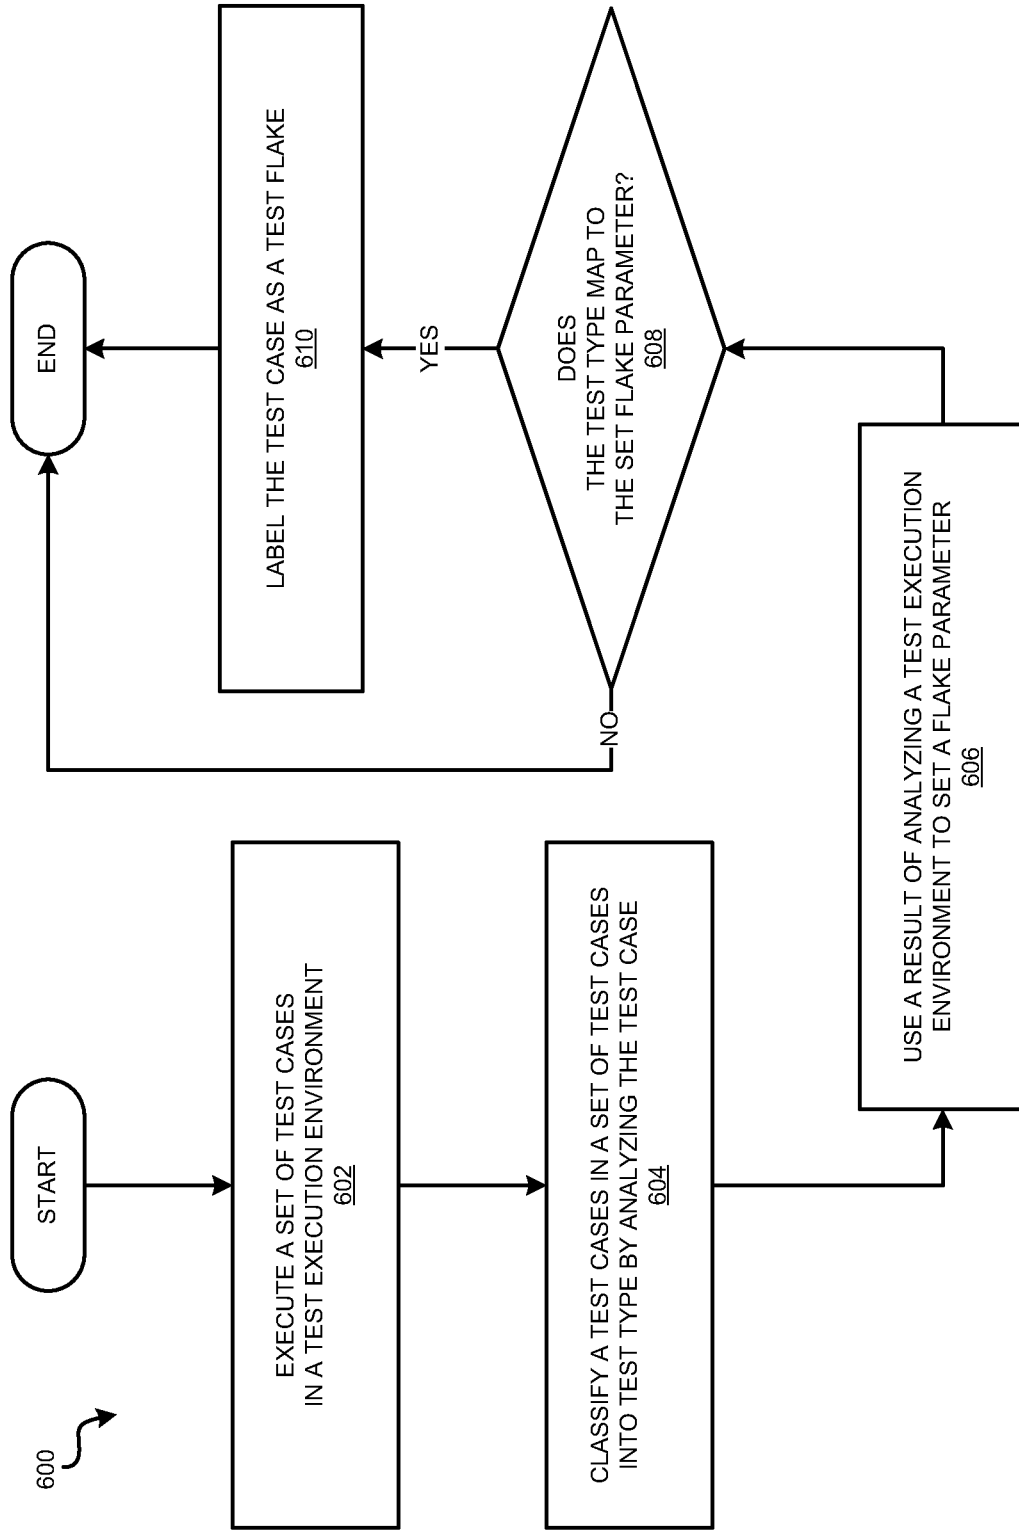 600
START
EXECUTE A SET OF TEST CASES
IN A TEST EXECUTION ENVIRONMENT
602
CLASSIFY A TEST CASES IN A SET OF TEST CASES
INTO TEST TYPE BY ANALYZING THE TEST CASE
604
USE A RESULT OF ANALYZING A TEST EXECUTION
ENVIRONMENT TO SET A FLAKE PARAMETER
606
DOES
THE TEST TYPE MAP TO
THE SET FLAKE PARAMETER?
608
NO
YES
LABEL THE TEST CASE AS A TEST FLAKE
610
END